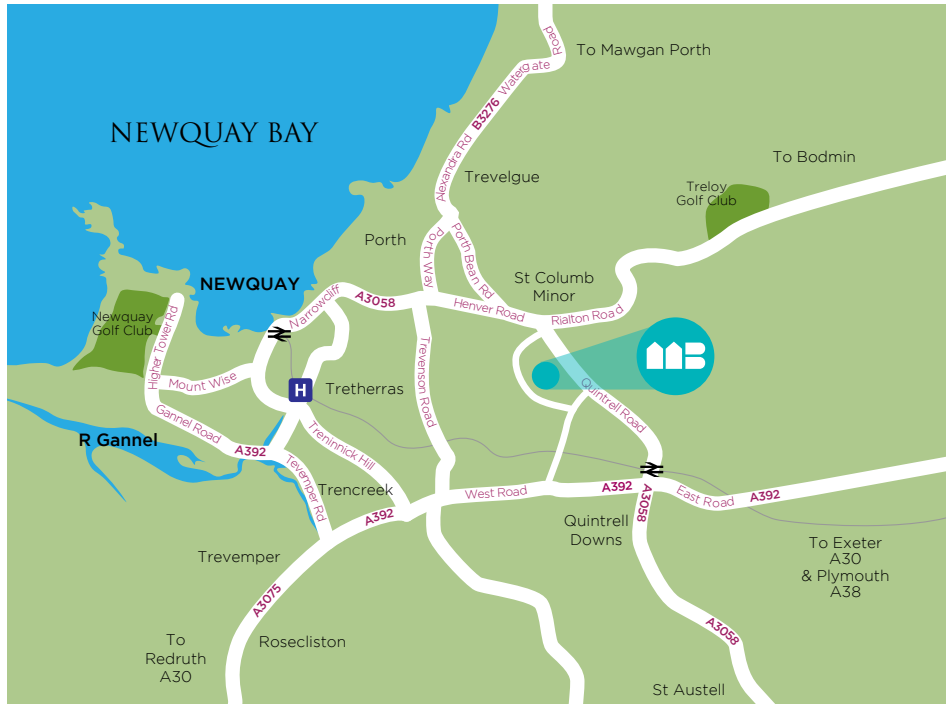 Road
To Mawgan Porth
Watergate
B3276
NEWQUAY BAY
Alexandra Rd
To Bodmin
Trevelgue
Treloy
Golf Club
Porth
Porth Way
Porth Bean Rd
St Columb
Minor
NEWQUAY
Narrowcliff
A3058
Henver Road
Rialton Road
Newquay
Golf Club
Higher Tower Rd
Mount Wise
H
Tretherras
Trevenson Road
Quintrell Road
Gannel Road
R Gannel
A392
Treninnick Hill
Tevemper Rd
Trencreek
A392
West Road
A392
A3058
East Road
A392
Quintrell
Downs
Trevemper
To Exeter
A30
& Plymouth
A38
A3075
Rosecliston
To
Redruth
A30
A3058
St Austell